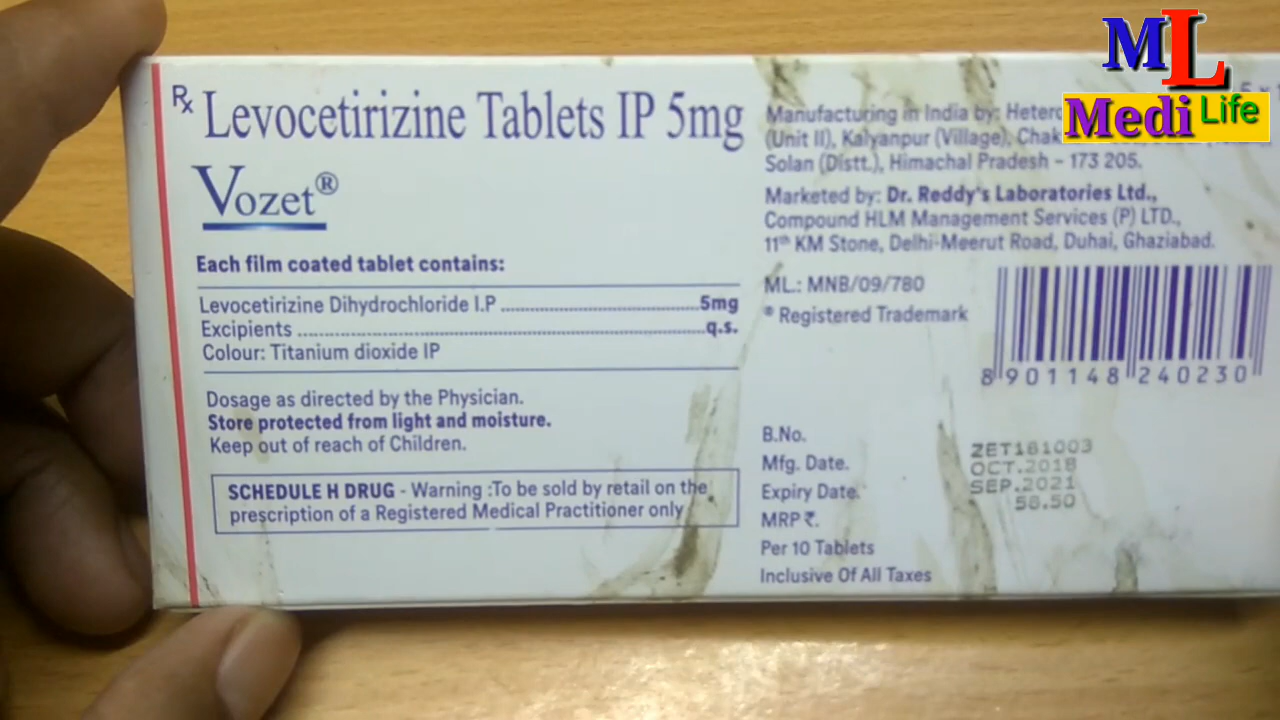 ML
Medi Life
Rx Levocetirizine Tablets IP 5mg
Vozet®
Each film coated tablet contains:
Levocetirizine Dihydrochloride I.P ........................................ 5mg
Excipients ........................................ q.s.
Colour: Titanium dioxide IP
Dosage as directed by the Physician.
Store protected from light and moisture.
Keep out of reach of Children.
SCHEDULE H DRUG - Warning :To be sold by retail on the
prescription of a Registered Medical Practitioner only
Manufacturing in India by:
(Unit II), Kalyanpur (Village),
Solan (Distt.), Himachal Pradesh - 173 205.
Marketed by: Dr. Reddy's Laboratories Ltd.,
Compound HLM Management Services (P) LTD.,
11th KM Stone, Delhi-Meerut Road, Duhai, Ghaziabad.
ML: MNB/09/780
® Registered Trademark
8 901148 240230
B.No. ZET181003
Mfg. Date. OCT.2018
Expiry Date. SEP.2021
MRP ₹. 58.50
Per 10 Tablets
Inclusive Of All Taxes